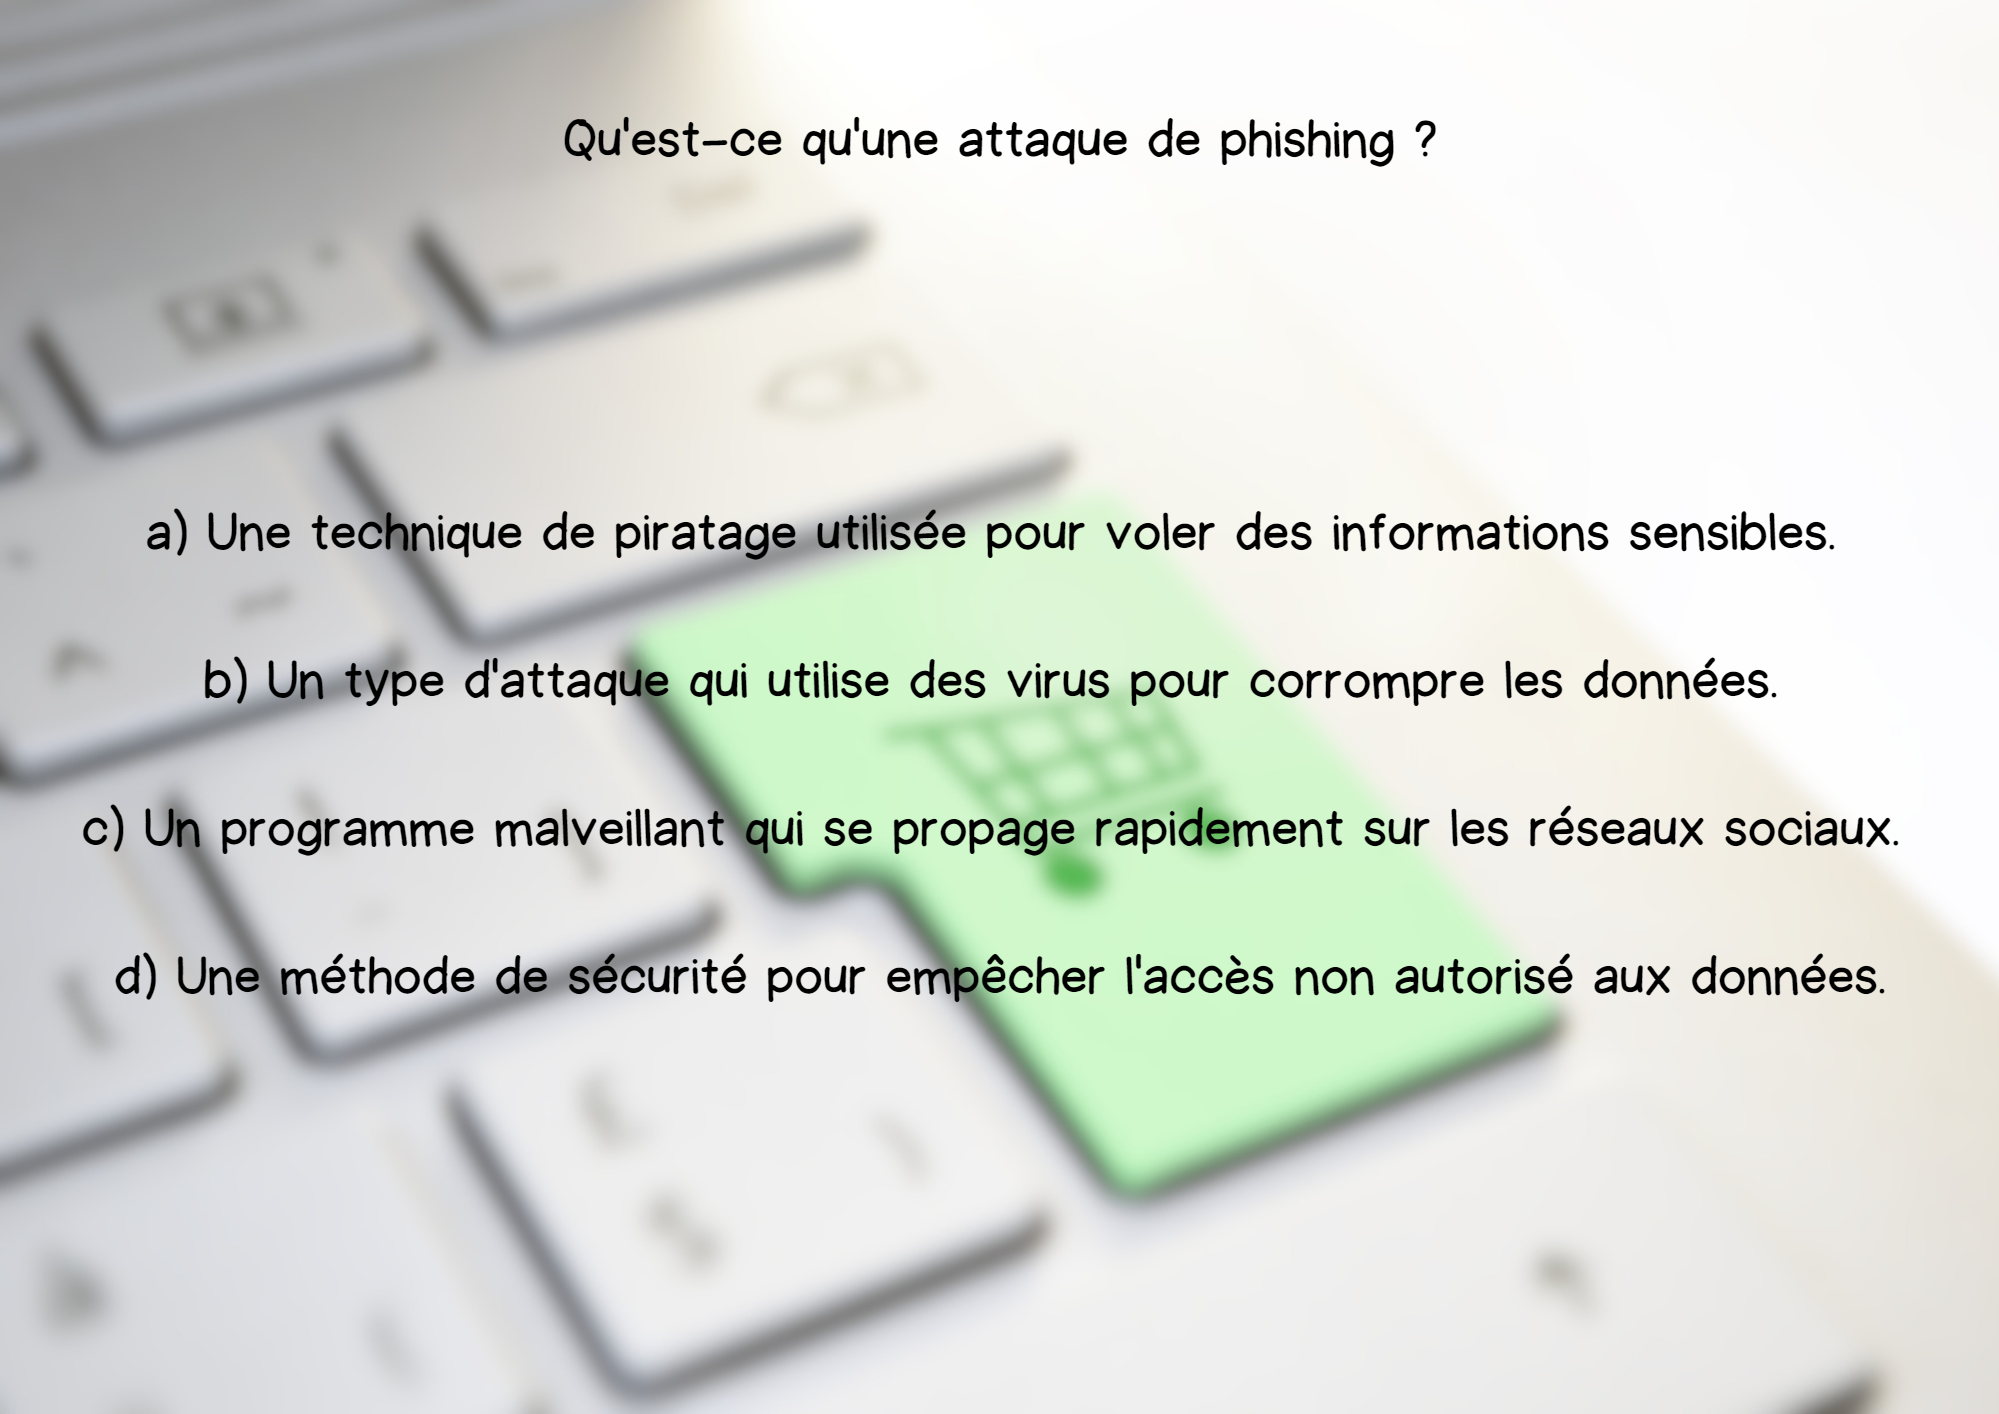 Qu'est-ce qu'une attaque de phishing ?
a) Une technique de piratage utilisée pour voler des informations sensibles.
b) Un type d'attaque qui utilise des virus pour corrompre les données.
c) Un programme malveillant qui se propage rapidement sur les réseaux sociaux.
d) Une méthode de sécurité pour empêcher l'accès non autorisé aux données.